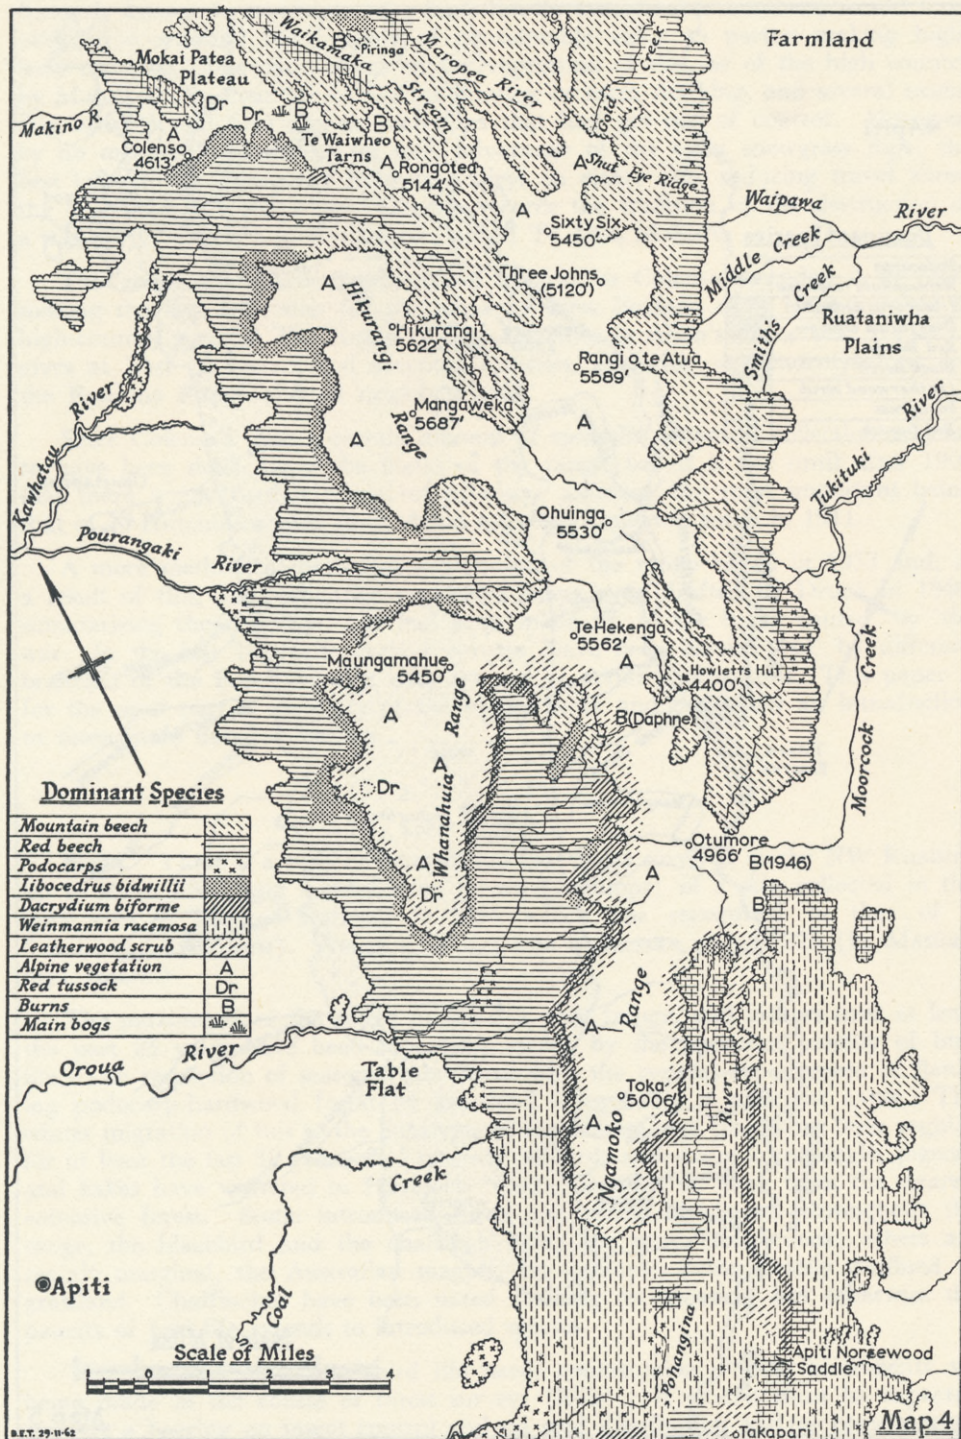 Farmland
Mokai Patea
Plateau
B
Piringa
Waikamaka
Stream
Maropea River
Gold
Creek
Dr
Dr
B
B
Makino R.
A
Colenso
4613'
Te Waiwheo
Tarns
A
Rongotea
5144'
A
Shut Eye Ridge
A
Sixty Six
5450'
Waipawa
River
Middle Creek
Smiths
Creek
Ruataniwha
Plains
Three Johns
(5120')
A
Hikurangi
Range
Hikurangi
5622'
Rangi o te Atua
5589'
Mangaweka
5687'
A
A
River
Kawhatau
Tukituki
River
Ohuinga
5530'
Pourangaki
River
Te Hekenga
5562'
A
Howletts Hut
4400'
Moorcock
Creek
Maungamahue
5450'
A
Whanahuia
Range
A
B (Daphne)
Dr
A
Dr
Otumore
4966'
B (1946)
A
B
Dominant Species
Mountain beech
Red beech
Podocarps
Libocedrus bidwillii
Dacrydium biforme
Weinmannia racemosa
Leatherwood scrub
Alpine vegetation A
Red tussock Dr
Burns B
Main bogs
Oroua
River
Table
Flat
A
Ngamoko
Range
Toka
5006'
A
River
Pohangina
Coal
Creek
Apiti
Apiti Norsewood
Saddle
Scale of Miles
0 1 2 3 4
Takapari
B.E.T. 29-11-62
Map 4